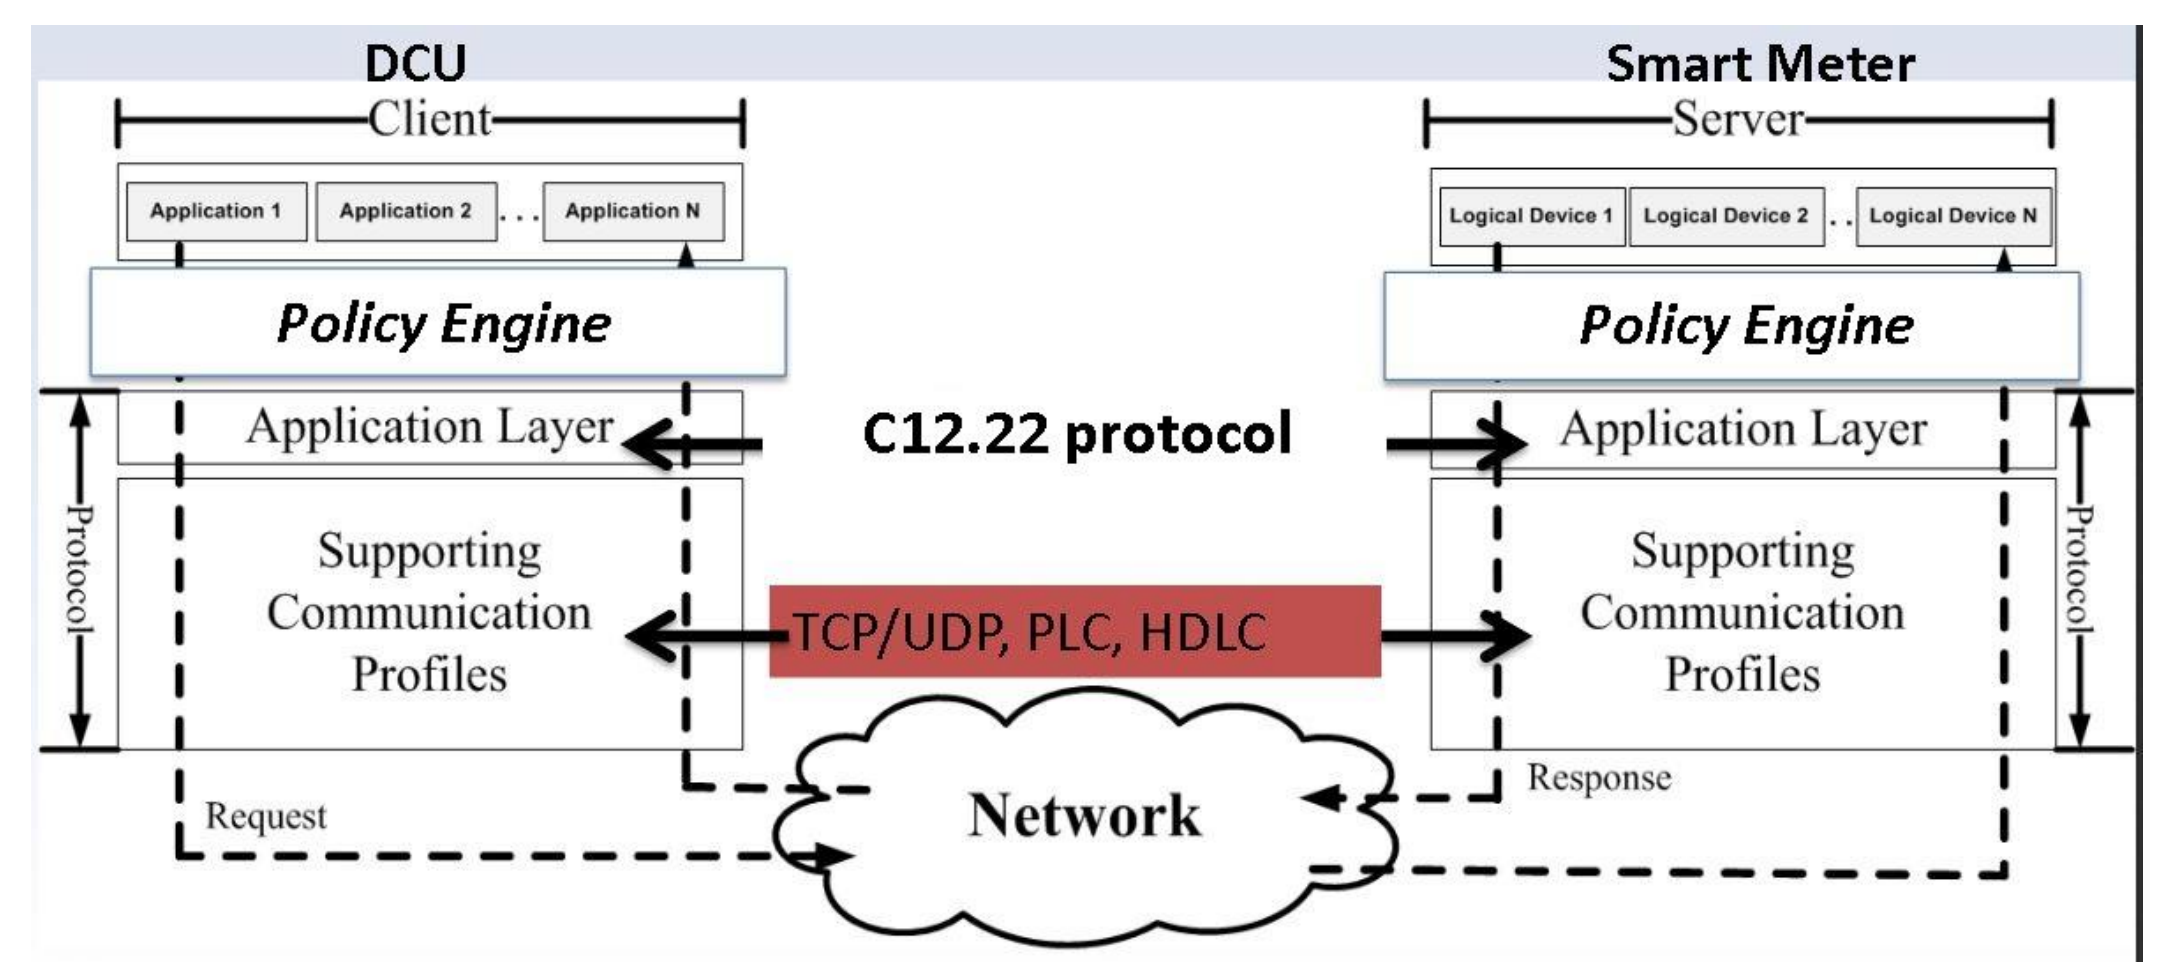 DCU
Smart Meter
Client
Server
Application 1
Application 2
...
Application N
Logical Device 1
Logical Device 2
..
Logical Device N
Policy Engine
Policy Engine
Application Layer
C12.22 protocol
Application Layer
Protocol
Supporting
Communication
Profiles
TCP/UDP, PLC, HDLC
Supporting
Communication
Profiles
Protocol
Request
Network
Response